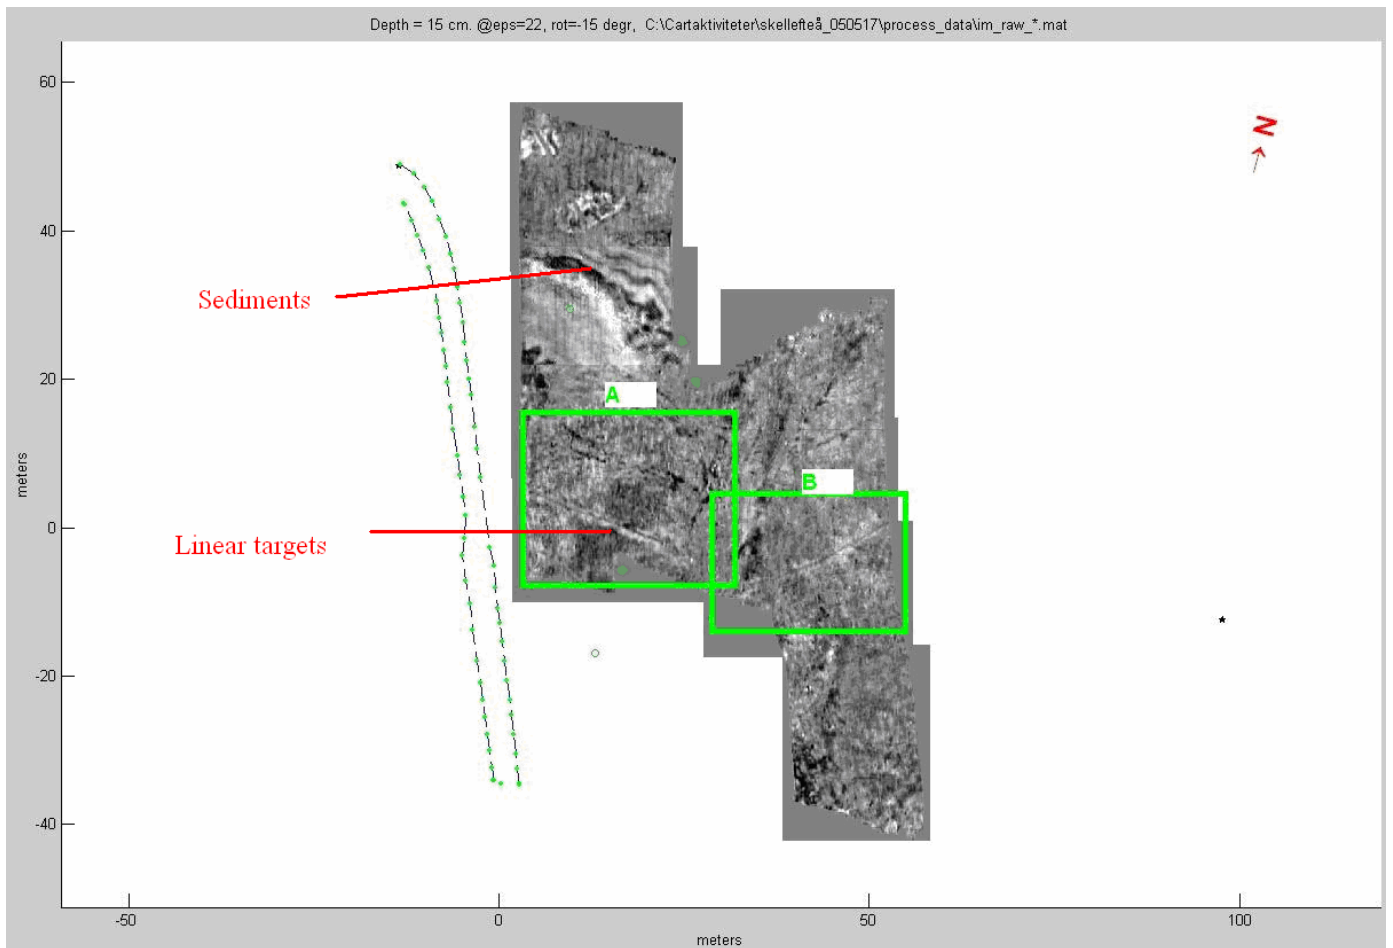 Depth = 15 cm. @eps=22, rot=-15 degr,  C:\Cartaktiviteter\skellefteå_050517\process_data\im_raw_*.mat
60
N
40
Sediments
20
A
meters
B
0
Linear targets
-20
-40
-50
0
50
100
meters